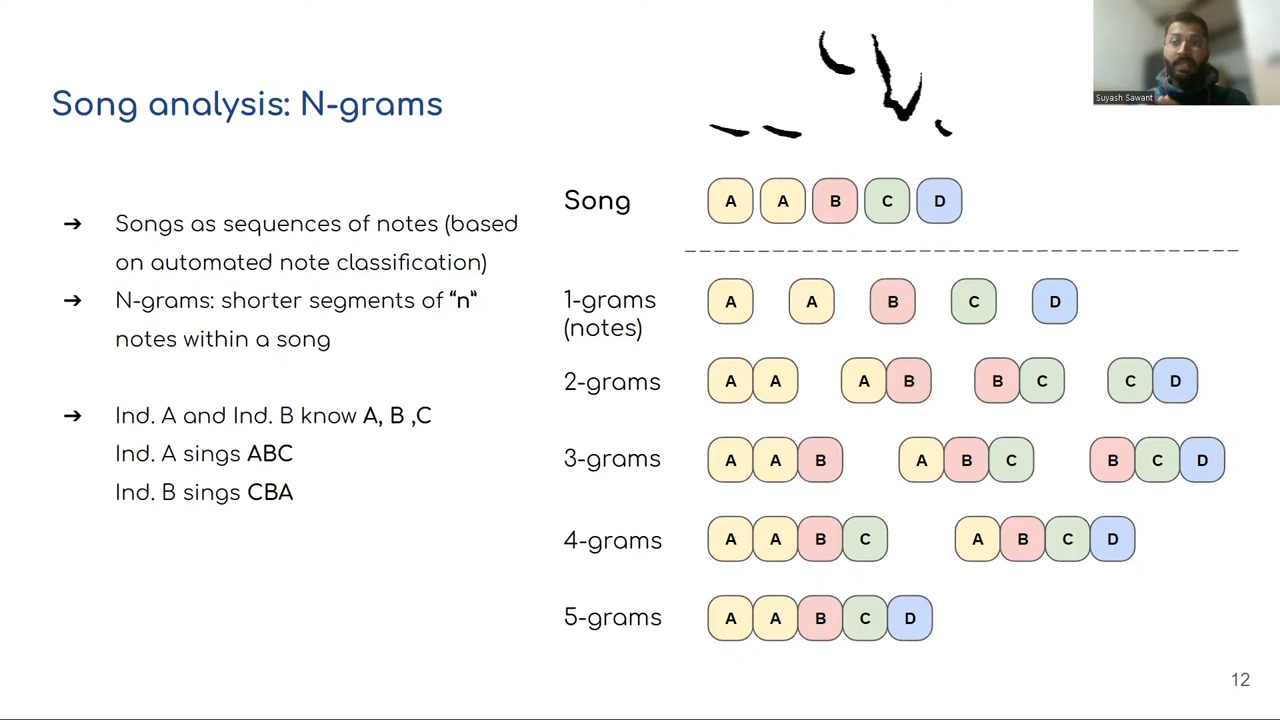 Suyash Sawant
Song analysis: N-grams
➔ Songs as sequences of notes (based
on automated note classification)
➔ N-grams: shorter segments of “n”
notes within a song
➔ Ind. A and Ind. B know A, B ,C
Ind. A sings ABC
Ind. B sings CBA
Song A A B C D
1-grams A A B C D
(notes)
2-grams A A A B B C C D
3-grams A A B A B C B C D
4-grams A A B C A B C D
5-grams A A B C D
12